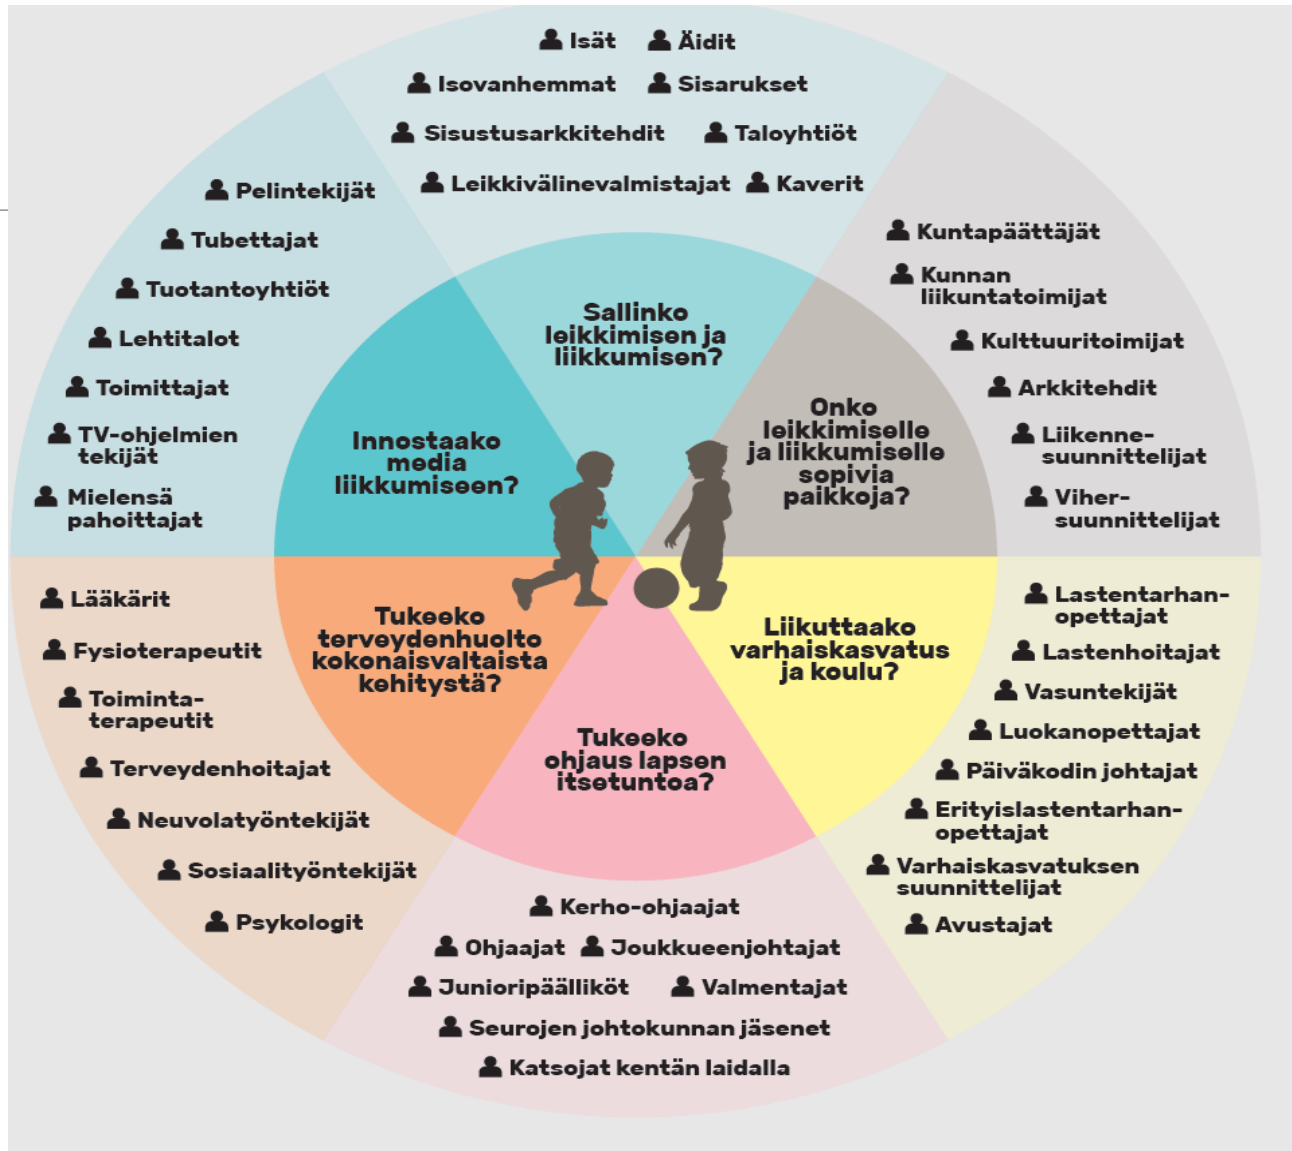 Isät
Äidit
Isovanhemmat
Sisarukset
Sisustusarkkitehdit
Taloyhtiöt
Leikkivälinevalmistajat
Kaverit
Sallinko
leikkimisen ja
liikkumisen?
Kuntapäättäjät
Kunnan
liikuntatoimijat
Kulttuuritoimijat
Arkkitehdit
Liikenne-
suunnittelijat
Viher-
suunnittelijat
Onko
leikkimiselle
ja liikkumiselle
sopivia
paikkoja?
Lastentarhan-
opettajat
Lastenhoitajat
Vasuntekijät
Luokanopettajat
Päiväkodin johtajat
Erityislastentarhan-
opettajat
Varhaiskasvatuksen
suunnittelijat
Avustajat
Liikuttaako
varhaiskasvatus
ja koulu?
Tukeeko
ohjaus lapsen
itsetuntoa?
Kerho-ohjaajat
Ohjaajat
Joukkueenjohtajat
Junioripäälliköt
Valmentajat
Seurojen johtokunnan jäsenet
Katsojat kentän laidalla
Tukeeko
terveydenhuolto
kokonaisvaltaista
kehitystä?
Lääkärit
Fysioterapeutit
Toiminta-
terapeutit
Terveydenhoitajat
Neuvolatyöntekijät
Sosiaalityöntekijät
Psykologit
Innostaako
media
liikkumiseen?
Pelintekijät
Tubettajat
Tuotantoyhtiöt
Lehtitalot
Toimittajat
TV-ohjelmien
tekijät
Mielensä
pahoittajat